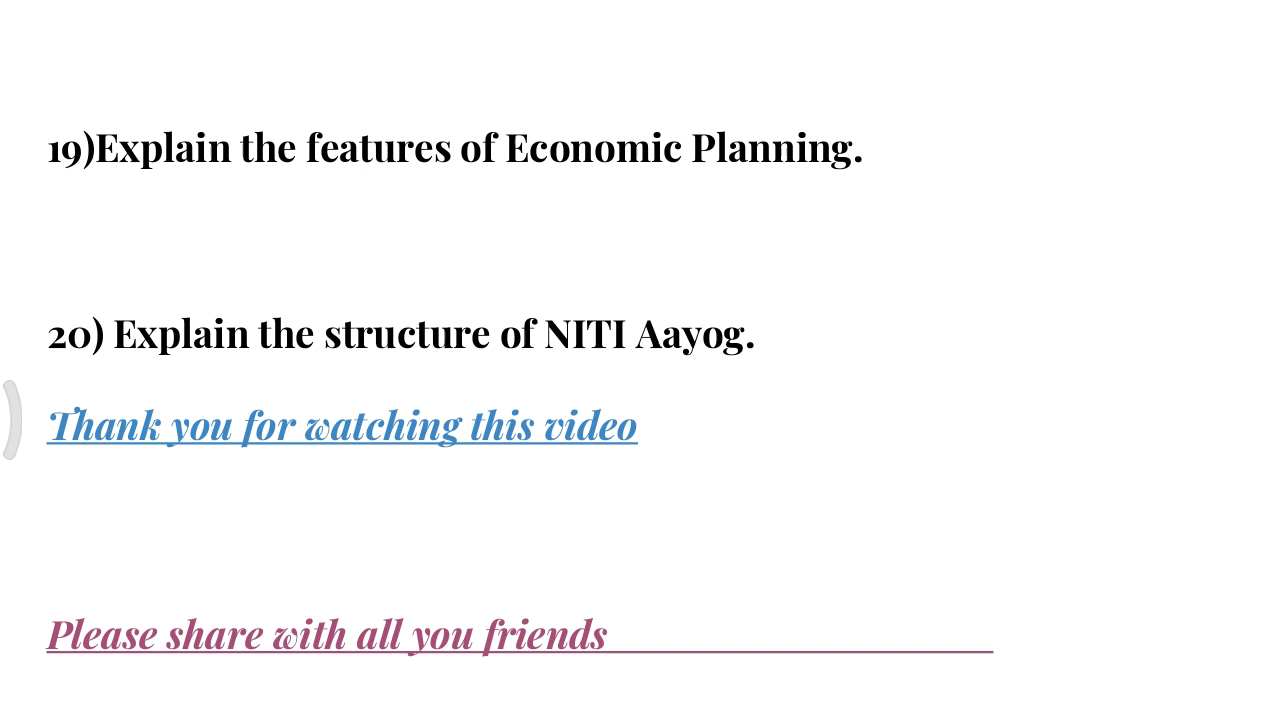 19)Explain the features of Economic Planning.
20) Explain the structure of NITI Aayog.
Thank you for watching this video
Please share with all you friends